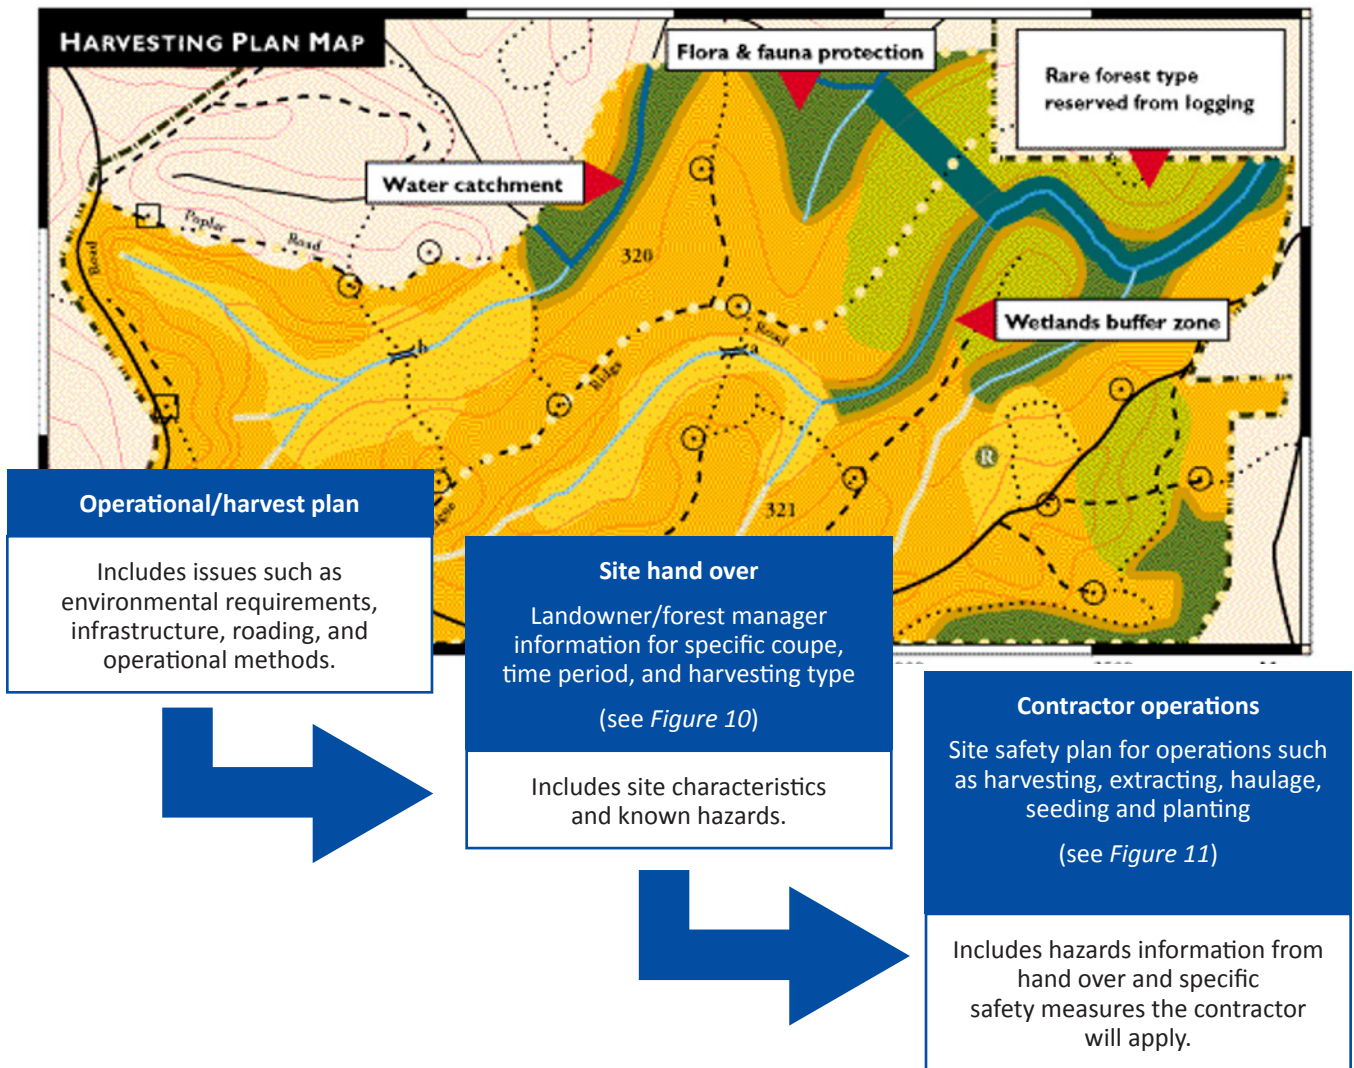 HARVESTING PLAN MAP
Flora & fauna protection
Rare forest type
reserved from logging
Water catchment
Poplar
Road
Road
320
Road
Ridge
Wetlands buffer zone
b
a
R
321
Operational/harvest plan
Includes issues such as
environmental requirements,
infrastructure, roading, and
operational methods.
Site hand over
Landowner/forest manager
information for specific coupe,
time period, and harvesting type
(see Figure 10)
Includes site characteristics
and known hazards.
Contractor operations
Site safety plan for operations such
as harvesting, extracting, haulage,
seeding and planting
(see Figure 11)
Includes hazards information from
hand over and specific
safety measures the contractor
will apply.